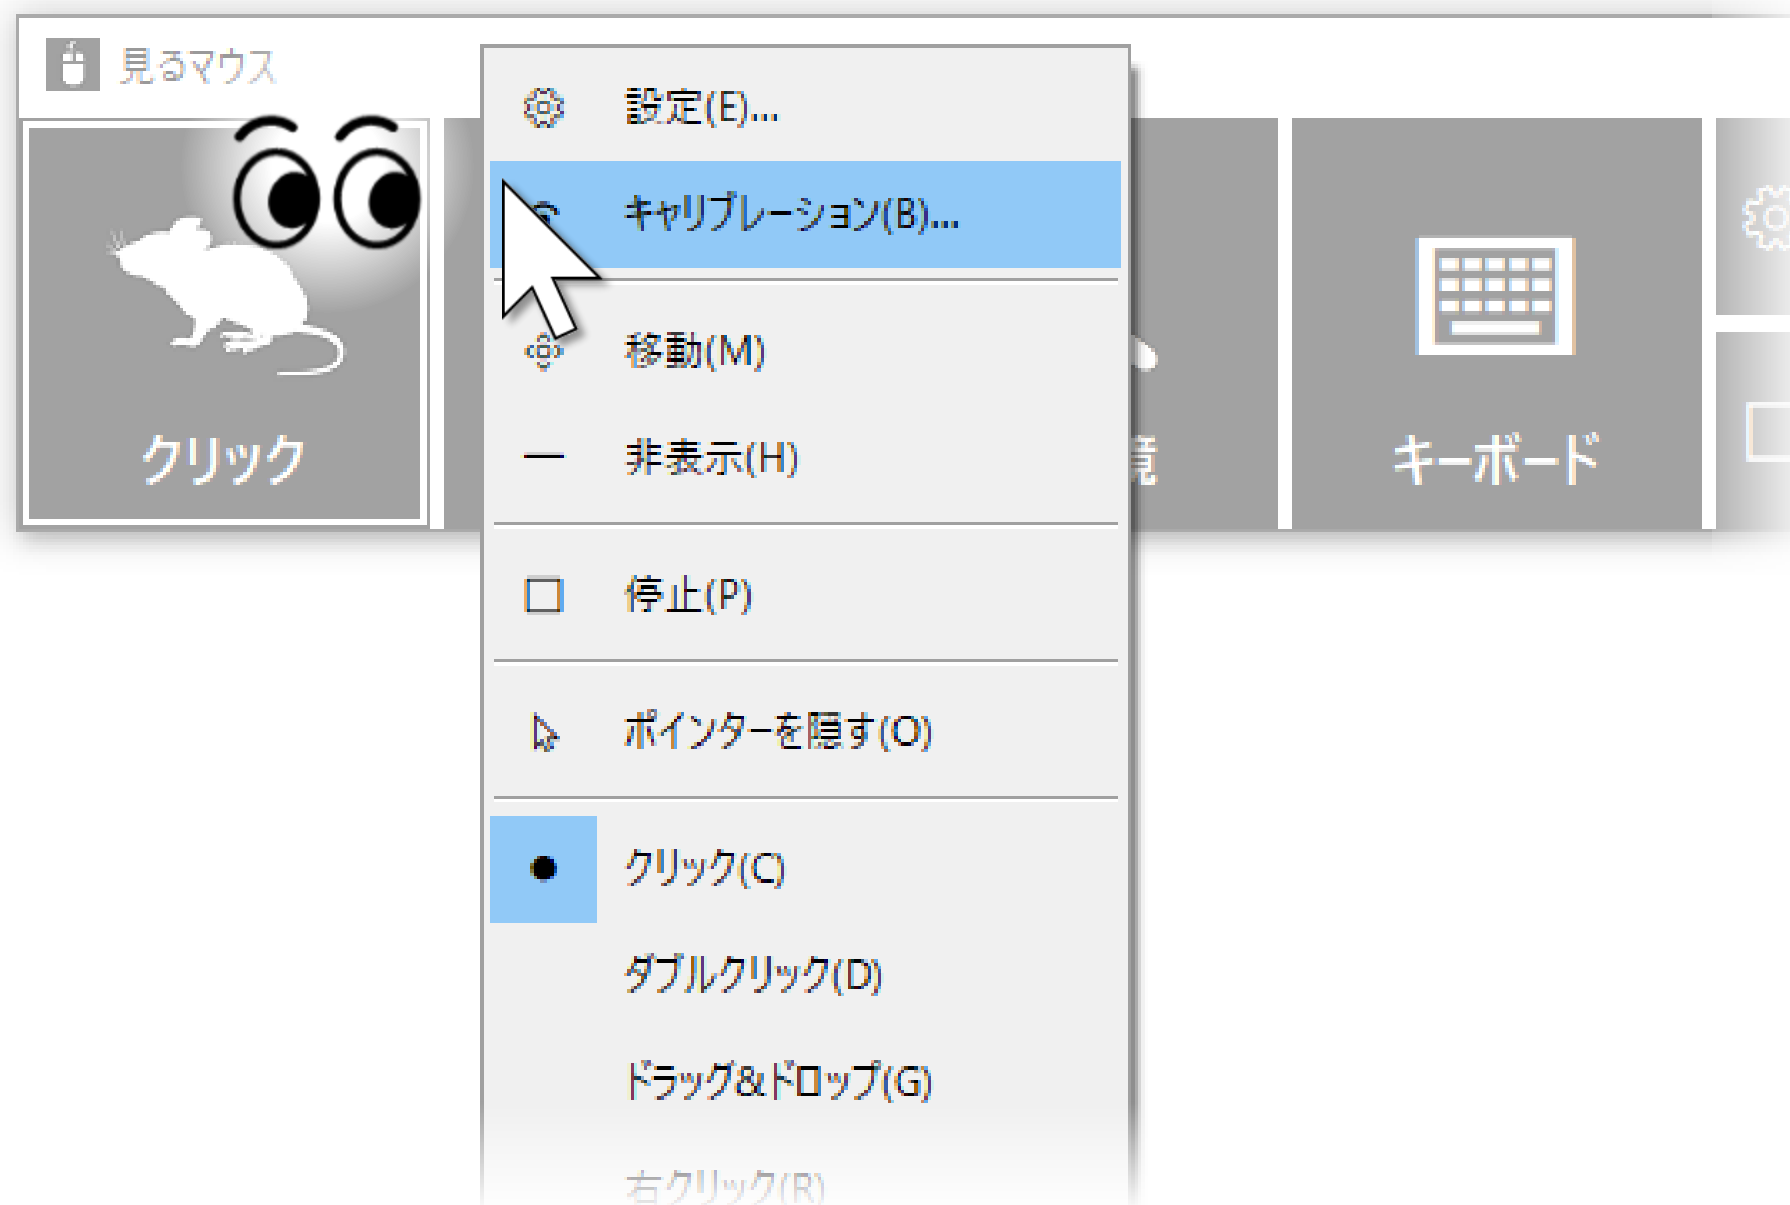 見るマウス
設定(E)...
キャリブレーション(B)...
移動(M)
非表示(H)
停止(P)
ポインターを隠す(O)
クリック(C)
ダブルクリック(D)
ドラッグ&ドロップ(G)
右クリック(R)
クリック
鏡
キーボード